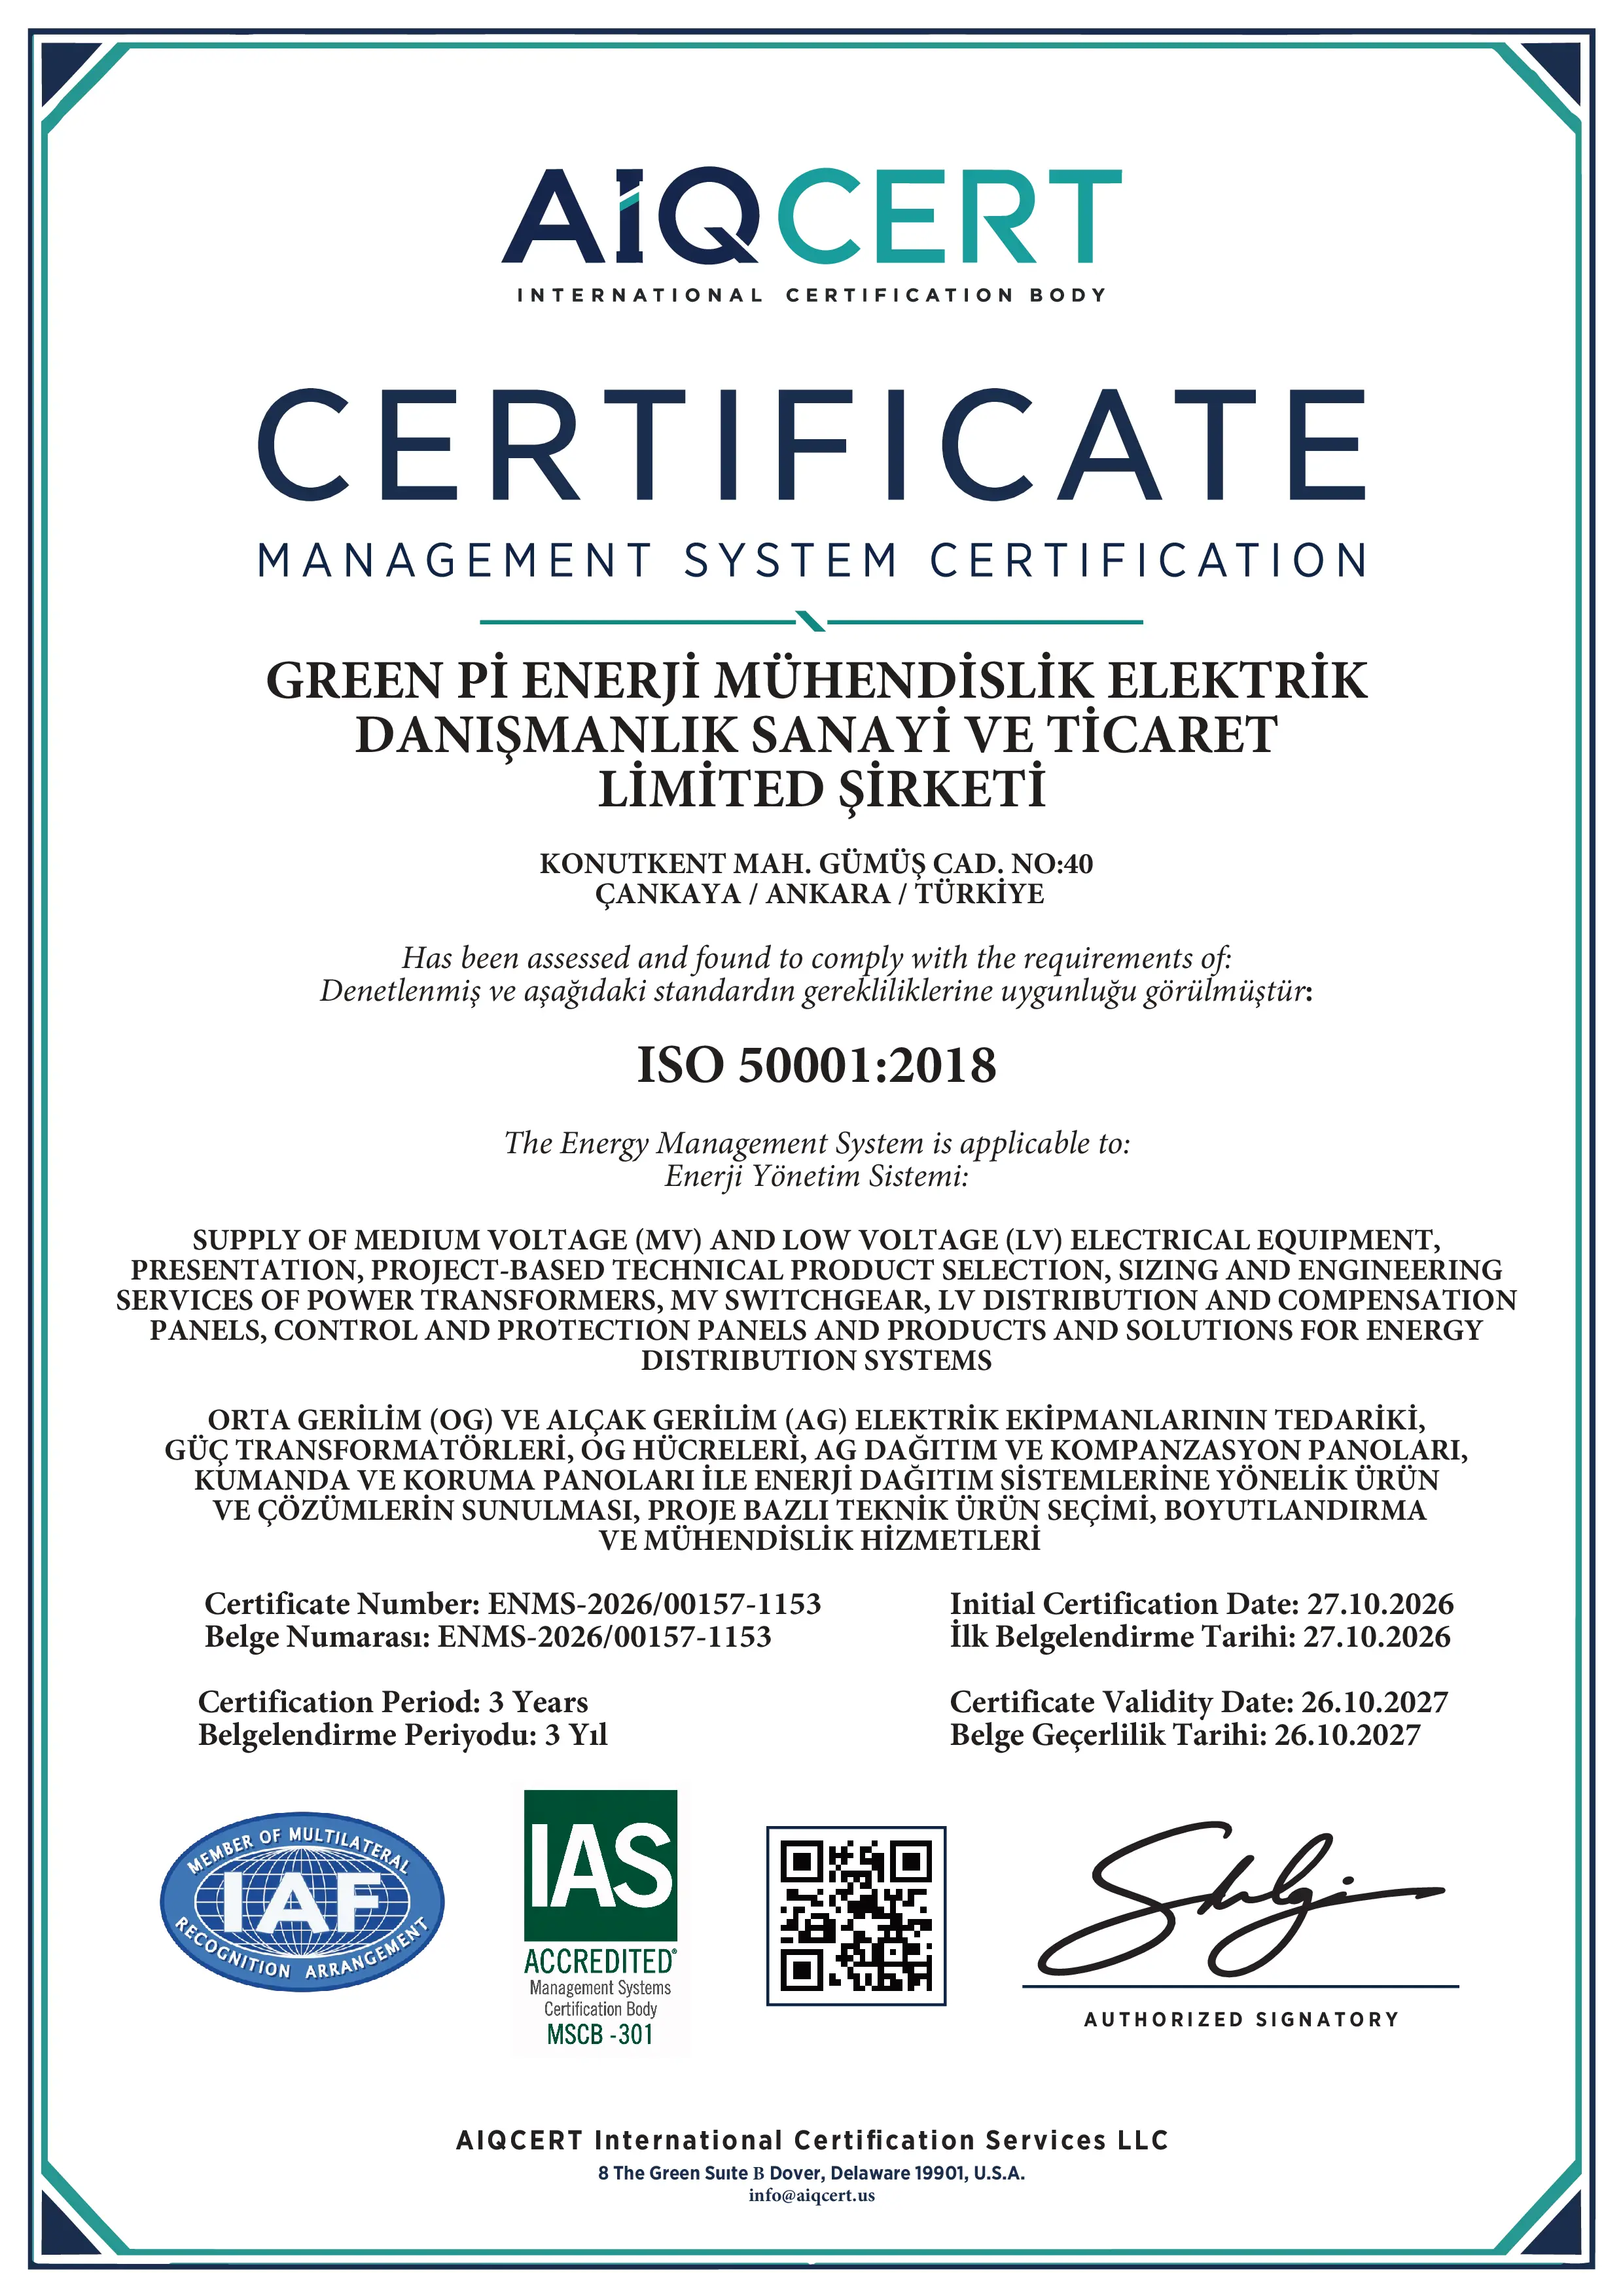 AIQCERT
INTERNATIONAL CERTIFICATION BODY
CERTIFICATE
MANAGEMENT SYSTEM CERTIFICATION
GREEN Pİ ENERJİ MÜHENDİSLİK ELEKTRİK
DANIŞMANLIK SANAYİ VE TİCARET
LİMİTED ŞİRKETİ
KONUTKENT MAH. GÜMÜŞ CAD. NO:40
ÇANKAYA / ANKARA / TÜRKİYE
Has been assessed and found to comply with the requirements of:
Denetlenmiş ve aşağıdaki standardın gerekliliklerine uygunluğu görülmüştür:
ISO 50001:2018
The Energy Management System is applicable to:
Enerji Yönetim Sistemi:
SUPPLY OF MEDIUM VOLTAGE (MV) AND LOW VOLTAGE (LV) ELECTRICAL EQUIPMENT,
PRESENTATION, PROJECT-BASED TECHNICAL PRODUCT SELECTION, SIZING AND ENGINEERING
SERVICES OF POWER TRANSFORMERS, MV SWITCHGEAR, LV DISTRIBUTION AND COMPENSATION
PANELS, CONTROL AND PROTECTION PANELS AND PRODUCTS AND SOLUTIONS FOR ENERGY
DISTRIBUTION SYSTEMS
ORTA GERİLİM (OG) VE ALÇAK GERİLİM (AG) ELEKTRİK EKİPMANLARININ TEDARİKİ,
GÜÇ TRANSFORMATÖRLERİ, OG HÜCRELERİ, AG DAĞITIM VE KOMPANZASYON PANOLARI,
KUMANDA VE KORUMA PANOLARI İLE ENERJİ DAĞITIM SİSTEMLERİNE YÖNELİK ÜRÜN
VE ÇÖZÜMLERİN SUNULMASI, PROJE BAZLI TEKNİK ÜRÜN SEÇİMİ, BOYUTLANDIRMA
VE MÜHENDİSLİK HİZMETLERİ
Certificate Number: ENMS-2026/00157-1153
Belge Numarası: ENMS-2026/00157-1153
Initial Certification Date: 27.10.2026
İlk Belgelendirme Tarihi: 27.10.2026
Certification Period: 3 Years
Belgelendirme Periyodu: 3 Yıl
Certificate Validity Date: 26.10.2027
Belge Geçerlilik Tarihi: 26.10.2027
MEMBER OF MULTILATERAL
IAF
RECOGNITION ARRANGEMENT
IAS
ACCREDITED®
Management Systems
Certification Body
MSCB -301
AUTHORIZED SIGNATORY
AIQCERT International Certification Services LLC
8 The Green Suıte B Dover, Delaware 19901, U.S.A.
info@aiqcert.us